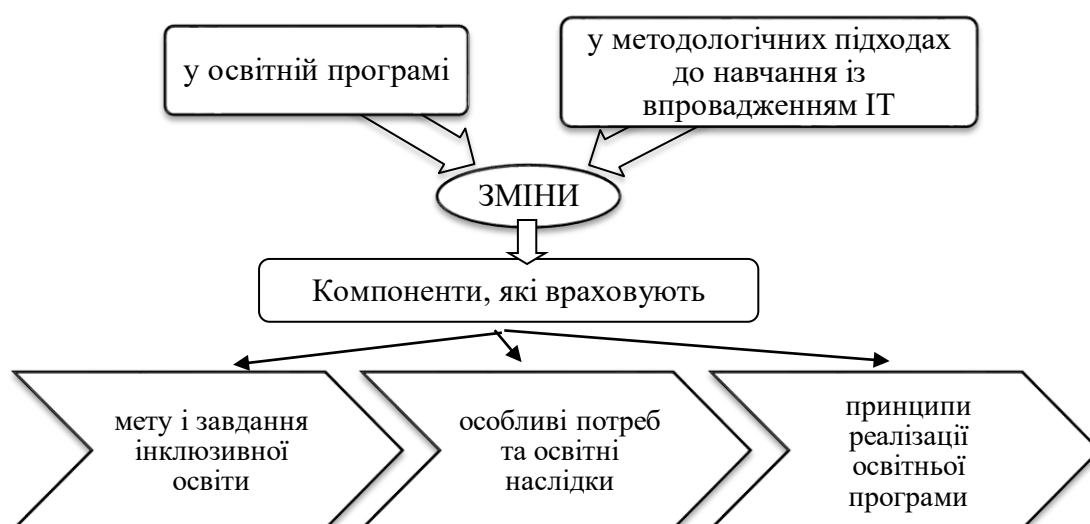 у освітній програмі
у методологічних підходах
до навчання із
впровадженням ІТ
ЗМІНИ
Компоненти, які враховують
мету і завдання
інклюзивної
освіти
особливі потреб
та освітні
наслідки
принципи
реалізації
освітньої
програми